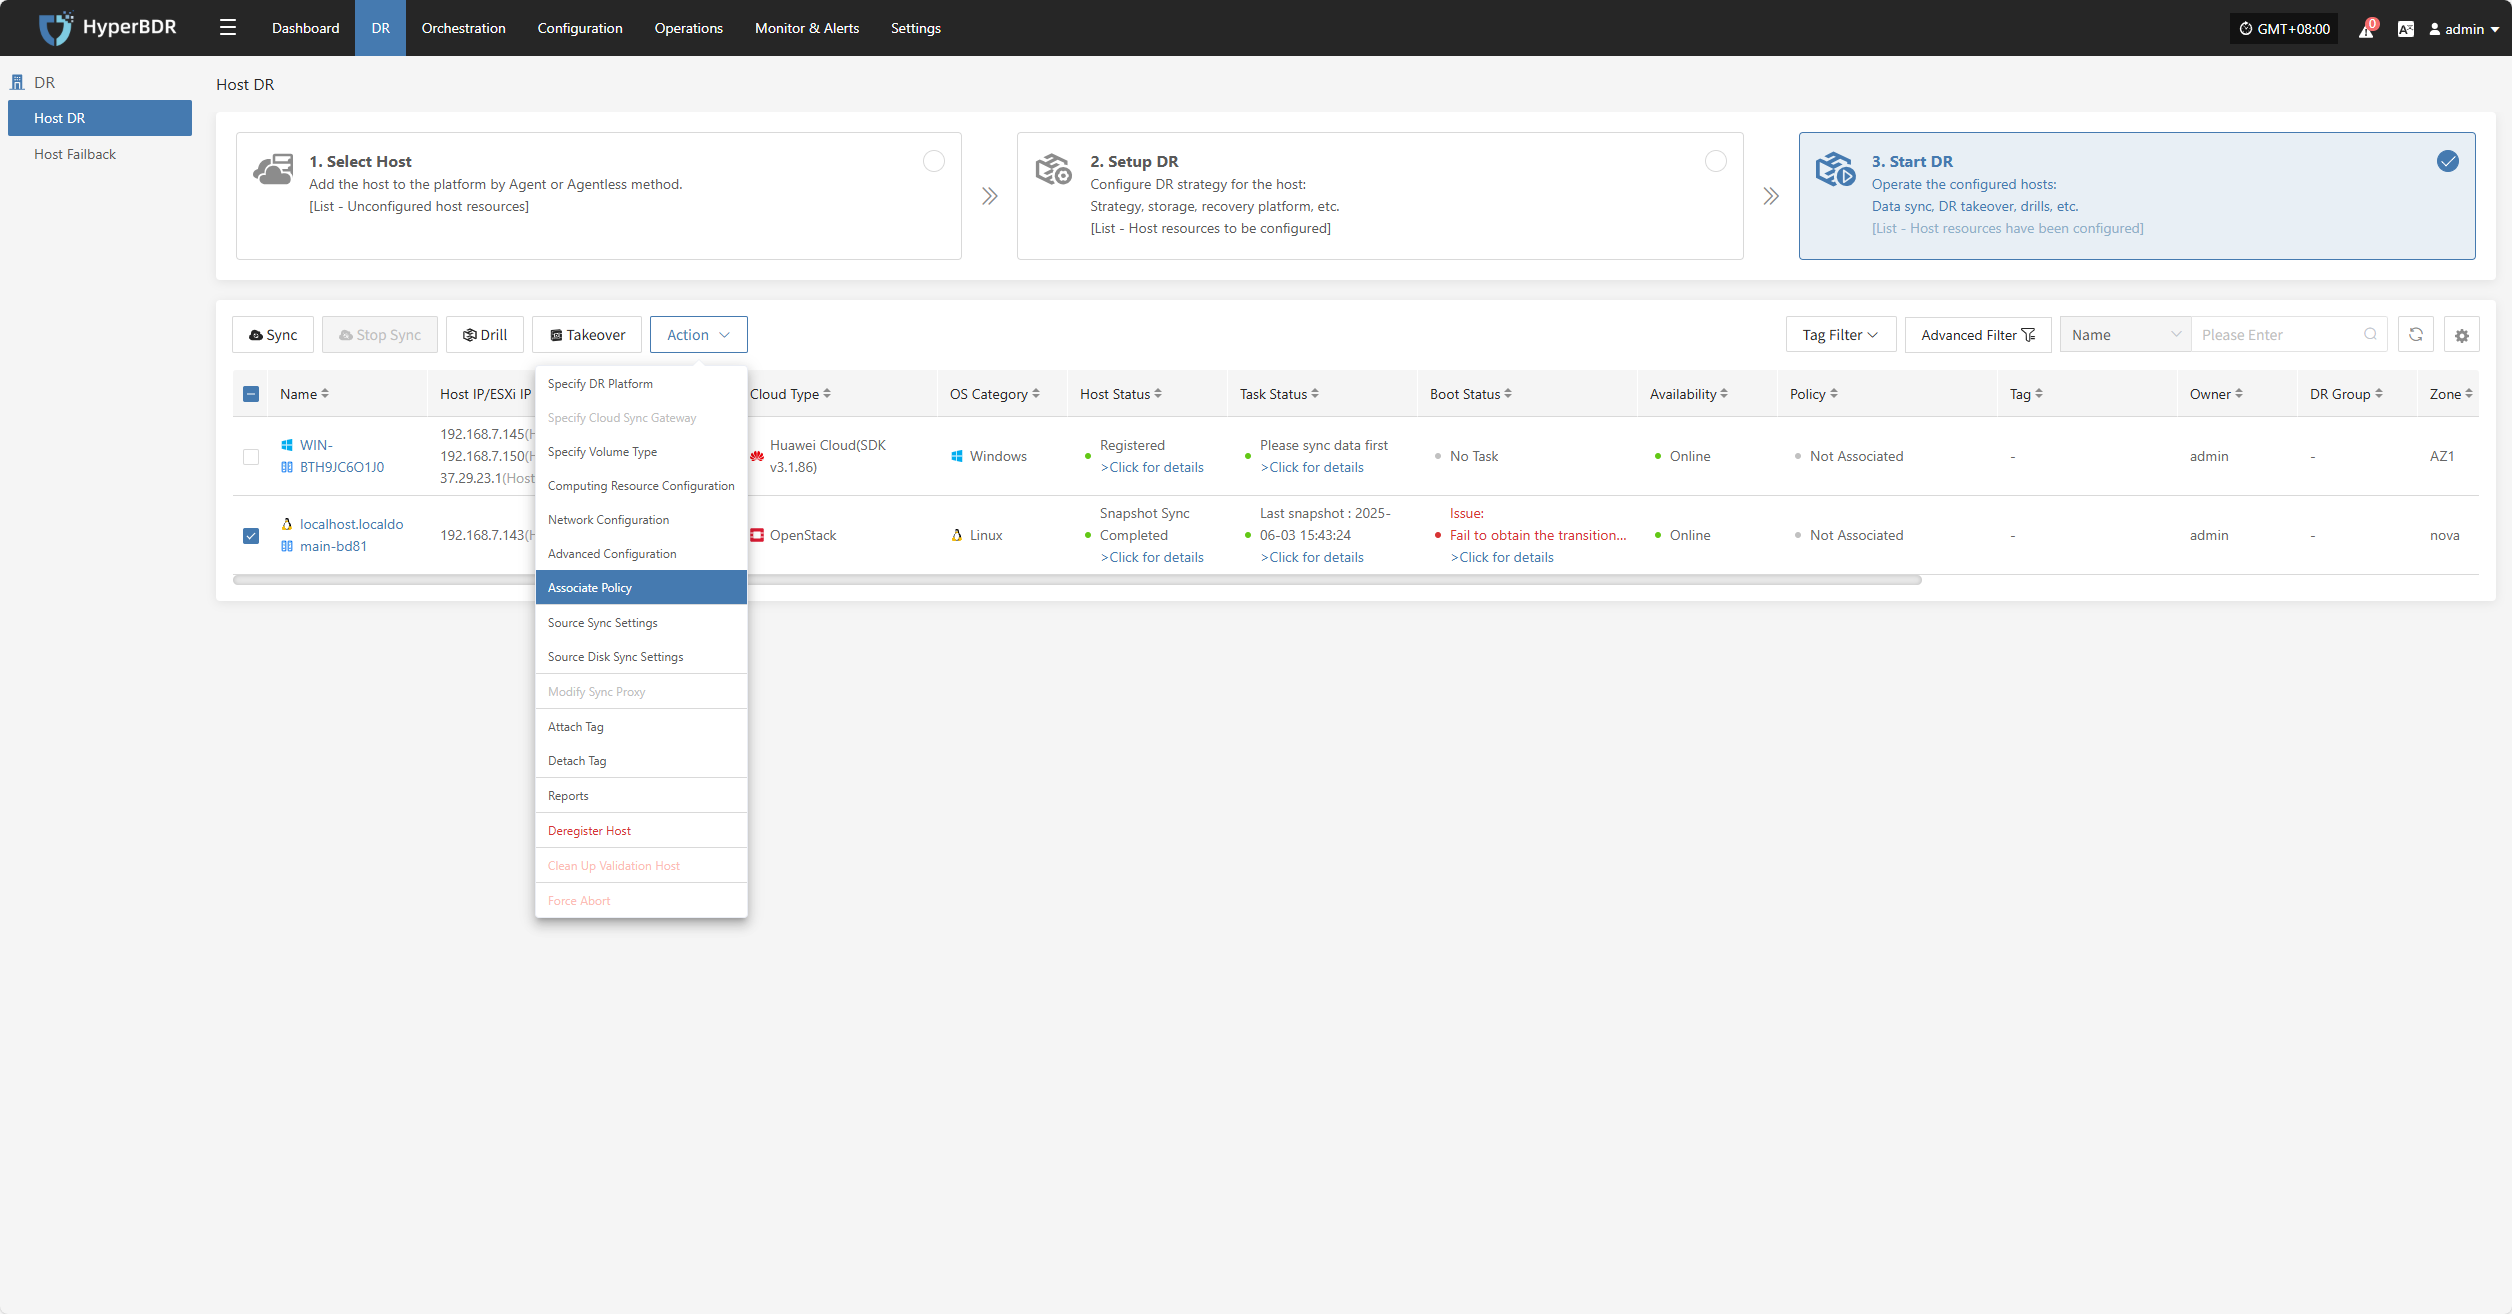 HyperBDR
Dashboard
DR
Orchestration
Configuration
Operations
Monitor & Alerts
Settings
GMT+08:00
0
admin
DR
Host DR
Host Failback
Host DR
1. Select Host
Add the host to the platform by Agent or Agentless method.
[List - Unconfigured host resources]
2. Setup DR
Configure DR strategy for the host:
Strategy, storage, recovery platform, etc.
[List - Host resources to be configured]
3. Start DR
Operate the configured hosts:
Data sync, DR takeover, drills, etc.
[List - Host resources have been configured]
Sync
Stop Sync
Drill
Takeover
Action
Tag Filter
Advanced Filter
Name
Please Enter
Name
Host IP/ESXi IP
Cloud Type
OS Category
Host Status
Task Status
Boot Status
Availability
Policy
Tag
Owner
DR Group
Zone
WIN-
BTH9JC6O1J0
192.168.7.145(H
192.168.7.150(H
37.29.23.1(Host
Huawei Cloud(SDK
v3.1.86)
Windows
Registered
>Click for details
Please sync data first
>Click for details
No Task
Online
Not Associated
-
admin
-
AZ1
localhost.localdo
main-bd81
192.168.7.143(H
OpenStack
Linux
Snapshot Sync
Completed
>Click for details
Last snapshot : 2025-
06-03 15:43:24
>Click for details
Issue:
Fail to obtain the transition...
>Click for details
Online
Not Associated
-
admin
-
nova
Specify DR Platform
Specify Cloud Sync Gateway
Specify Volume Type
Computing Resource Configuration
Network Configuration
Advanced Configuration
Associate Policy
Source Sync Settings
Source Disk Sync Settings
Modify Sync Proxy
Attach Tag
Detach Tag
Reports
Deregister Host
Clean Up Validation Host
Force Abort